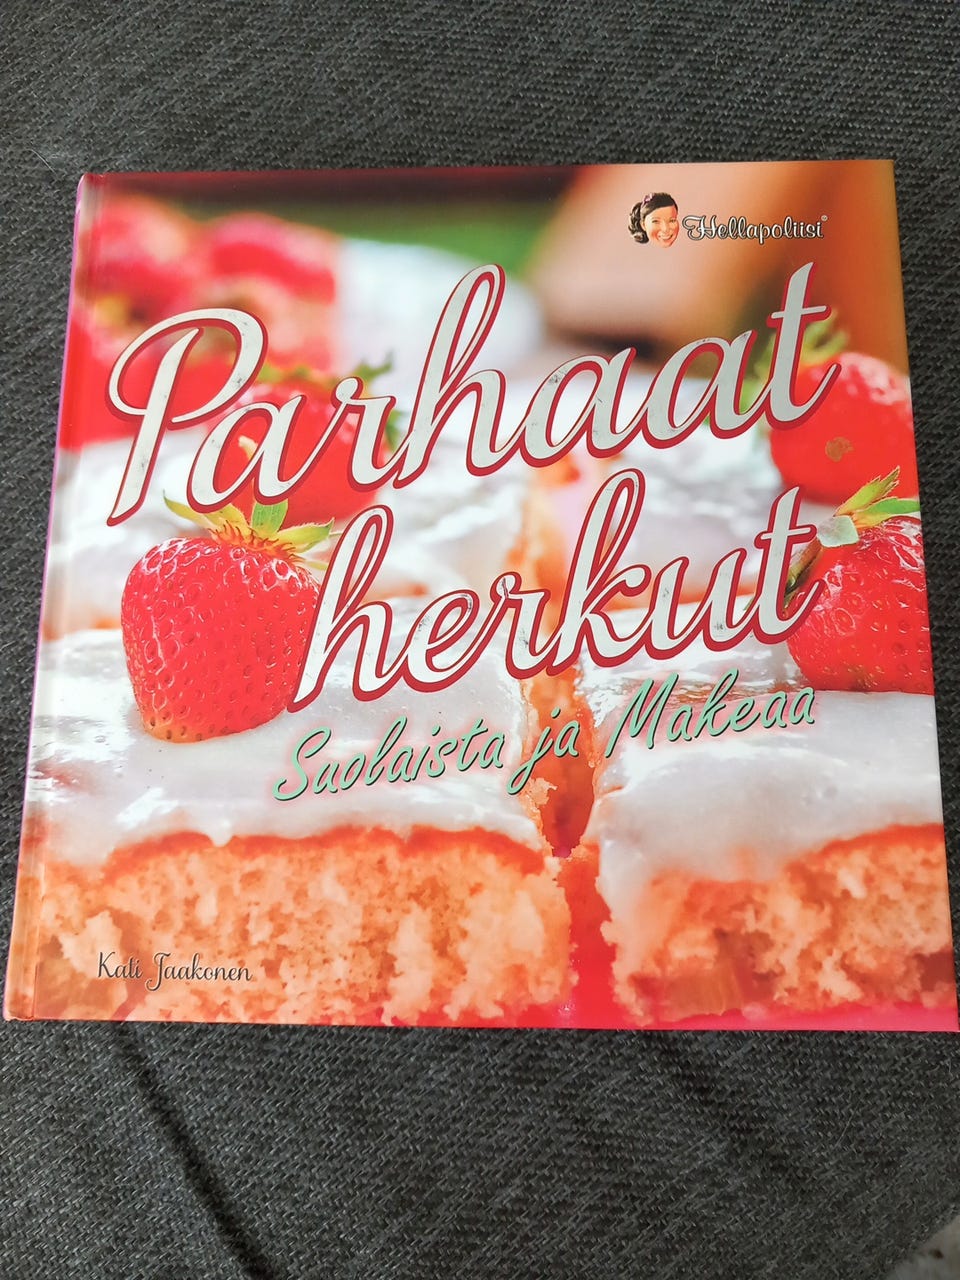 Hellapoliisi®
Parhaat
herkut
Suolaista ja Makeaa
Kati Jaakonen